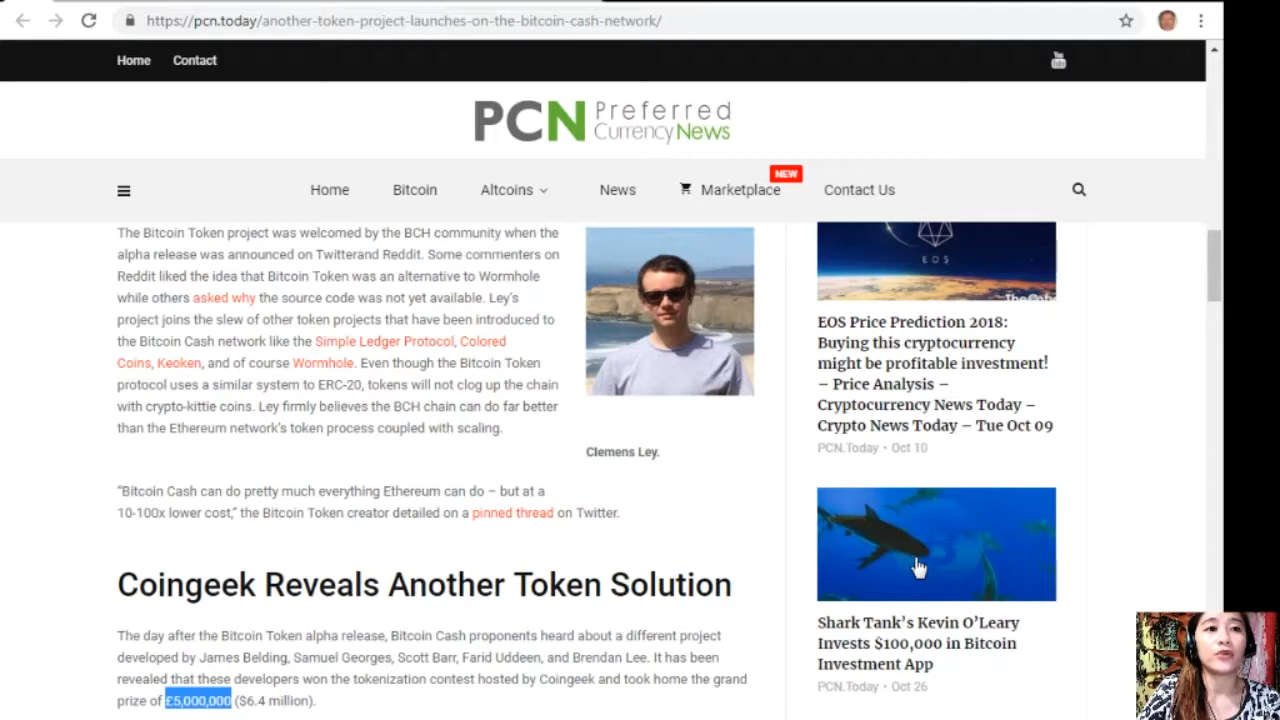 https://pcn.today/another-token-project-launches-on-the-bitcoin-cash-network/
Home Contact
PCN Preferred
Currency News
NEW
Home Bitcoin Altcoins News Marketplace Contact Us
The Bitcoin Token project was welcomed by the BCH community when the
alpha release was announced on Twitterand Reddit. Some commenters on
Reddit liked the idea that Bitcoin Token was an alternative to Wormhole
while others asked why the source code was not yet available. Ley's
project joins the slew of other token projects that have been introduced to
the Bitcoin Cash network like the Simple Ledger Protocol, Colored
Coins, Keoken, and of course Wormhole. Even though the Bitcoin Token
protocol uses a similar system to ERC-20, tokens will not clog up the chain
with crypto-kittie coins. Ley firmly believes the BCH chain can do far better
than the Ethereum network's token process coupled with scaling.
Clemens Ley.
“Bitcoin Cash can do pretty much everything Ethereum can do – but at a
10-100x lower cost,” the Bitcoin Token creator detailed on a pinned thread on Twitter.
Coingeek Reveals Another Token Solution
The day after the Bitcoin Token alpha release, Bitcoin Cash proponents heard about a different project
developed by James Belding, Samuel Georges, Scott Barr, Farid Uddeen, and Brendan Lee. It has been
revealed that these developers won the tokenization contest hosted by Coingeek and took home the grand
prize of £5,000,000 ($6.4 million).
EOS
EOS Price Prediction 2018:
Buying this cryptocurrency
might be profitable investment!
– Price Analysis –
Cryptocurrency News Today –
Crypto News Today – Tue Oct 09
PCN.Today • Oct 10
Shark Tank's Kevin O'Leary
Invests $100,000 in Bitcoin
Investment App
PCN.Today • Oct 26